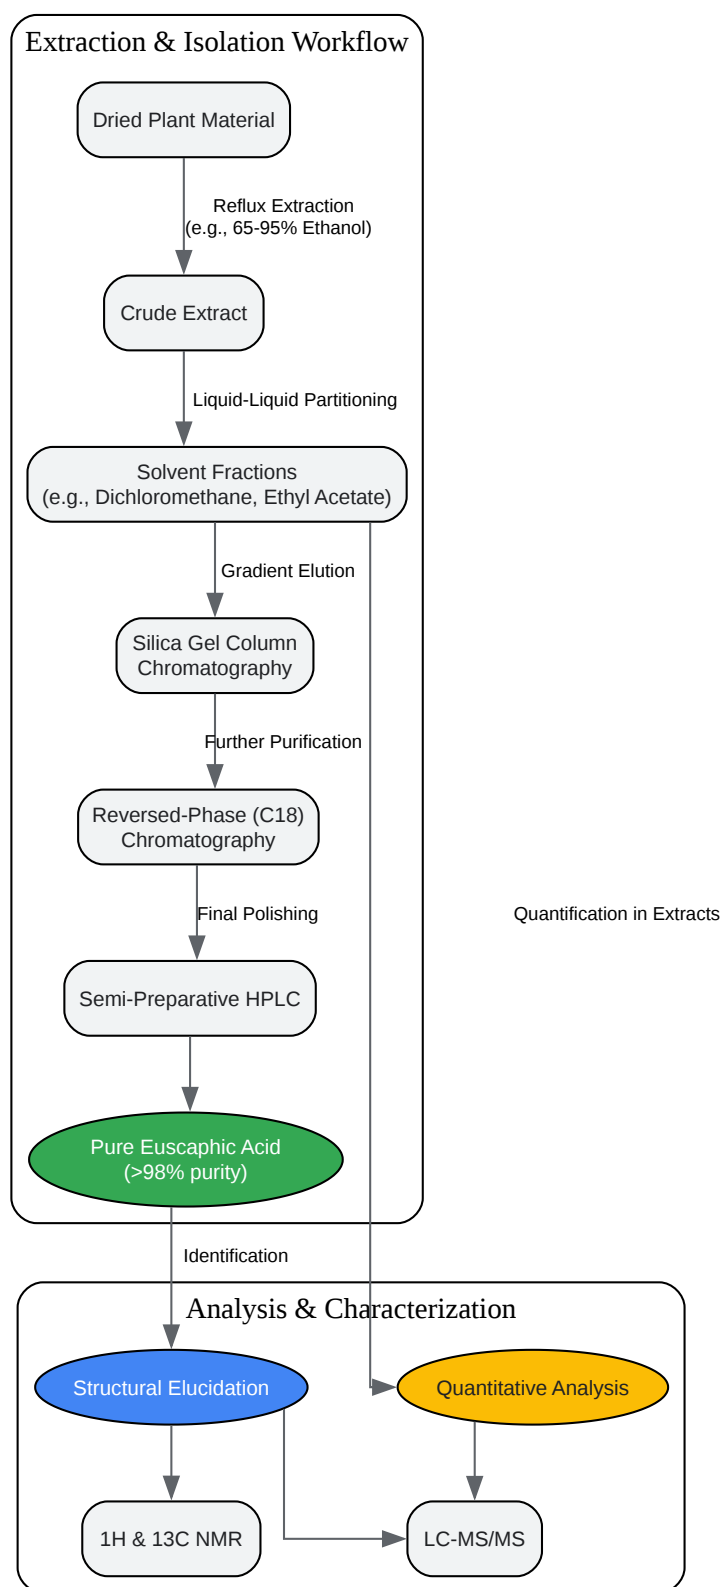 Extraction & Isolation Workflow
Dried Plant Material
Reflux Extraction
(e.g., 65-95% Ethanol)
Crude Extract
Liquid-Liquid Partitioning
Solvent Fractions
(e.g., Dichloromethane, Ethyl Acetate)
Gradient Elution
Silica Gel Column
Chromatography
Further Purification
Reversed-Phase (C18)
Chromatography
Final Polishing
Quantification in Extracts
Semi-Preparative HPLC
Pure Euscaphic Acid
(>98% purity)
Identification
Analysis & Characterization
Structural Elucidation
Quantitative Analysis
1H & 13C NMR
LC-MS/MS